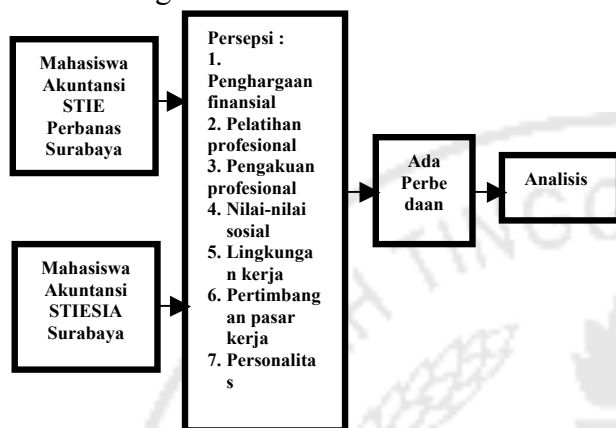 Mahasiswa
Akuntansi
STIE
Perbanas
Surabaya
Mahasiswa
Akuntansi
STIESIA
Surabaya
Persepsi :
1.
Penghargaan
finansial
2. Pelatihan
profesional
3. Pengakuan
profesional
4. Nilai-nilai
sosial
5. Lingkunga
n kerja
6. Pertimbang
an pasar
kerja
7. Personalita
s
Ada
Perbe
daan
Analisis